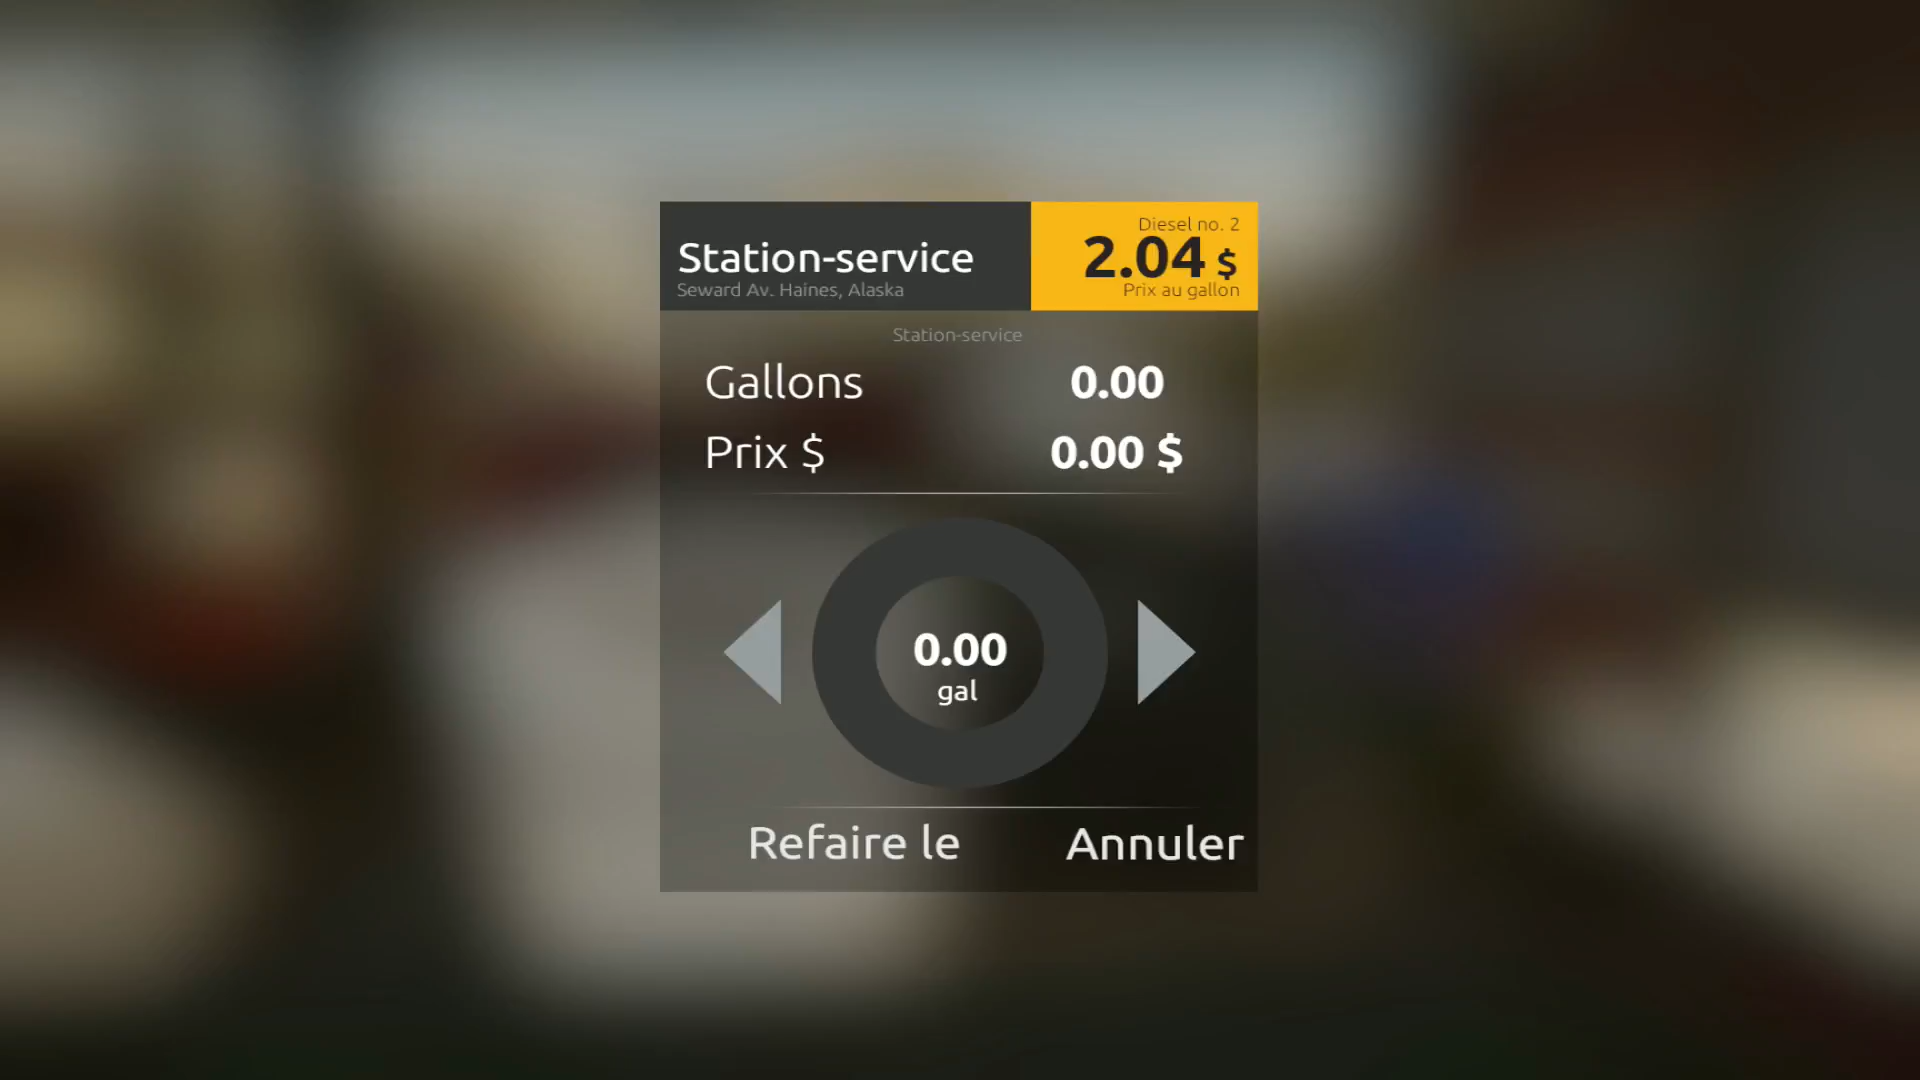 Station-service
Seward Av. Haines, Alaska
Diesel no. 2
2.04 $
Prix au gallon
Station-service
Gallons 0.00
Prix $ 0.00 $
0.00
gal
Refaire le
Annuler